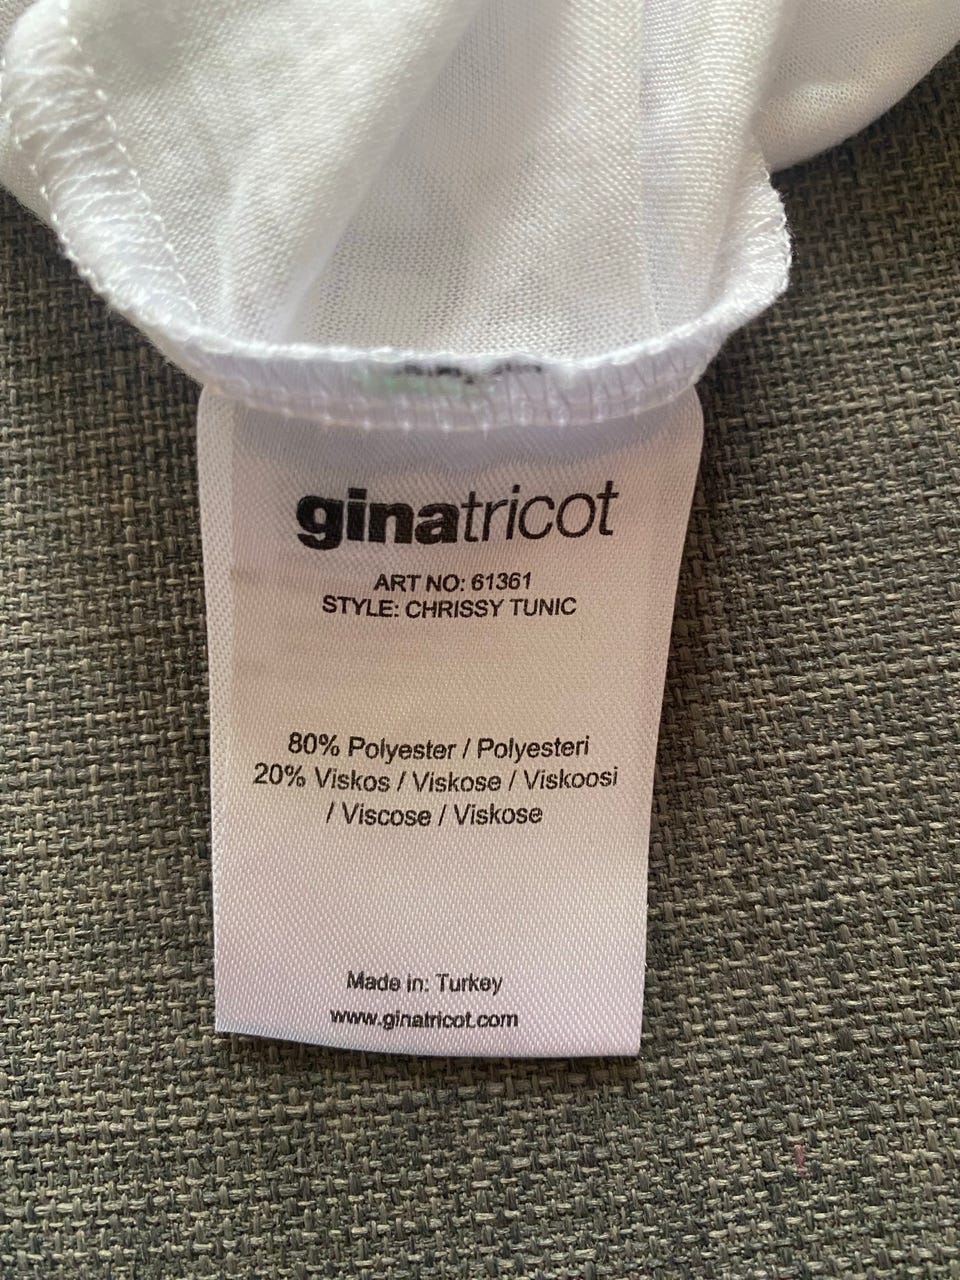 ginatricot
ART NO: 61361
STYLE: CHRISSY TUNIC
80% Polyester / Polyesteri
20% Viskos / Viskose / Viskoosi
/ Viscose / Viskose
Made in: Turkey
www.ginatricot.com